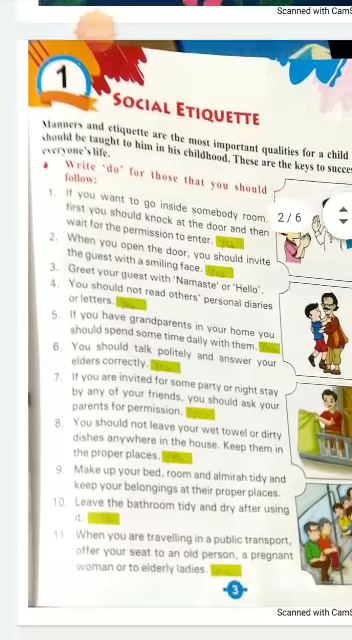 Scanned with CamS
1
SOCIAL ETIQUETTE
Manners and etiquette are the most important qualities for a child
should be taught to him in his childhood. These are the keys to succes
everyone's life.
Write 'do' for those that you should
follow:
1. If you want to go inside somebody room,
first you should knock at the door and then
wait for the permission to enter.
2 / 6
2. When you open the door, you should invite
the guest with a smiling face.
3. Greet your guest with 'Namaste' or 'Hello'.
4. You should not read others' personal diaries
or letters.
5. If you have grandparents in your home you
should spend some time daily with them.
6. You should talk politely and answer your
elders correctly.
7. If you are invited for some party or night stay
by any of your friends, you should ask your
parents for permission.
8. You should not leave your wet towel or dirty
dishes anywhere in the house. Keep them in
the proper places.
9. Make up your bed, room and almirah tidy and
keep your belongings at their proper places.
10. Leave the bathroom tidy and dry after using
it.
11 When you are travelling in a public transport,
offer your seat to an old person, a pregnant
woman or to elderly ladies.
3
Scanned with CamS